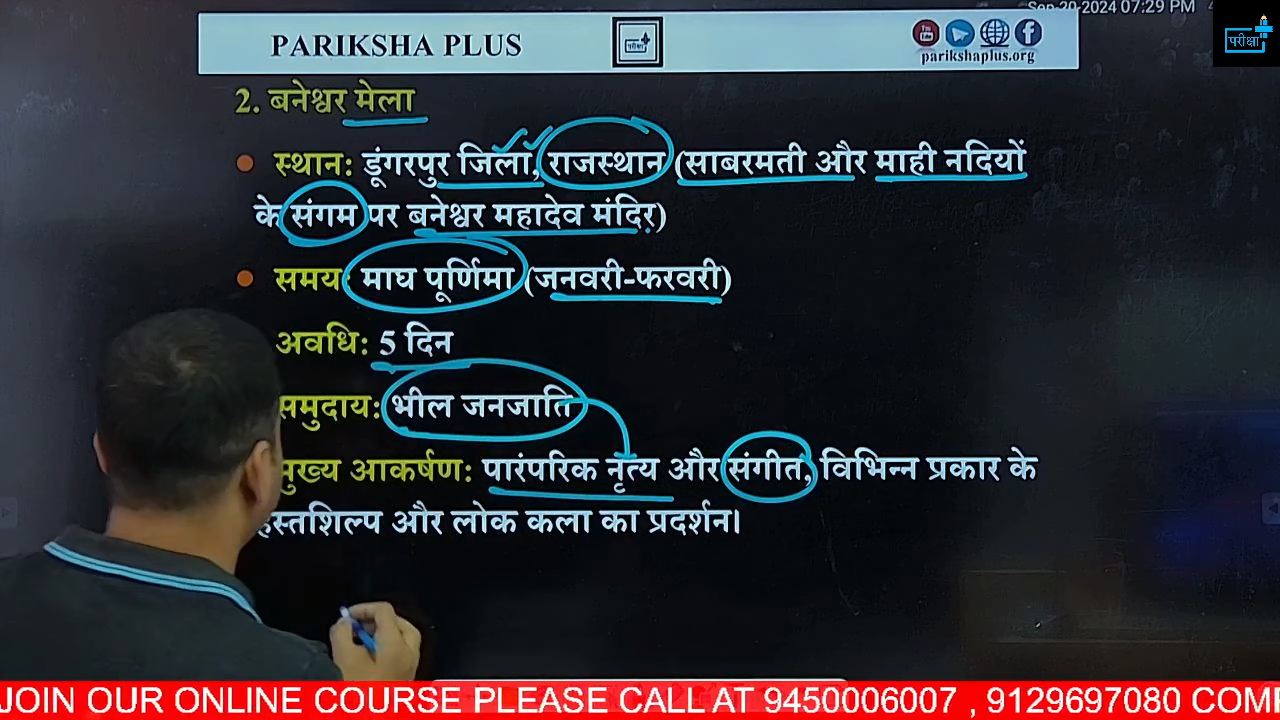 Sep 20-2024 07:29 PM
PARIKSHA PLUS
परीक्षा
You Tube
parikshaplus.org
परीक्षा
2. बनेश्वर मेला
स्थान: डूंगरपुर जिला, राजस्थान (साबरमती और माही नदियों
के संगम पर बनेश्वर महादेव मंदिर)
समय: माघ पूर्णिमा (जनवरी-फरवरी)
अवधि: 5 दिन
समुदाय: भील जनजाति
मुख्य आकर्षण: पारंपरिक नृत्य और संगीत, विभिन्न प्रकार के
हस्तशिल्प और लोक कला का प्रदर्शन।
JOIN OUR ONLINE COURSE PLEASE CALL AT 9450006007 , 9129697080